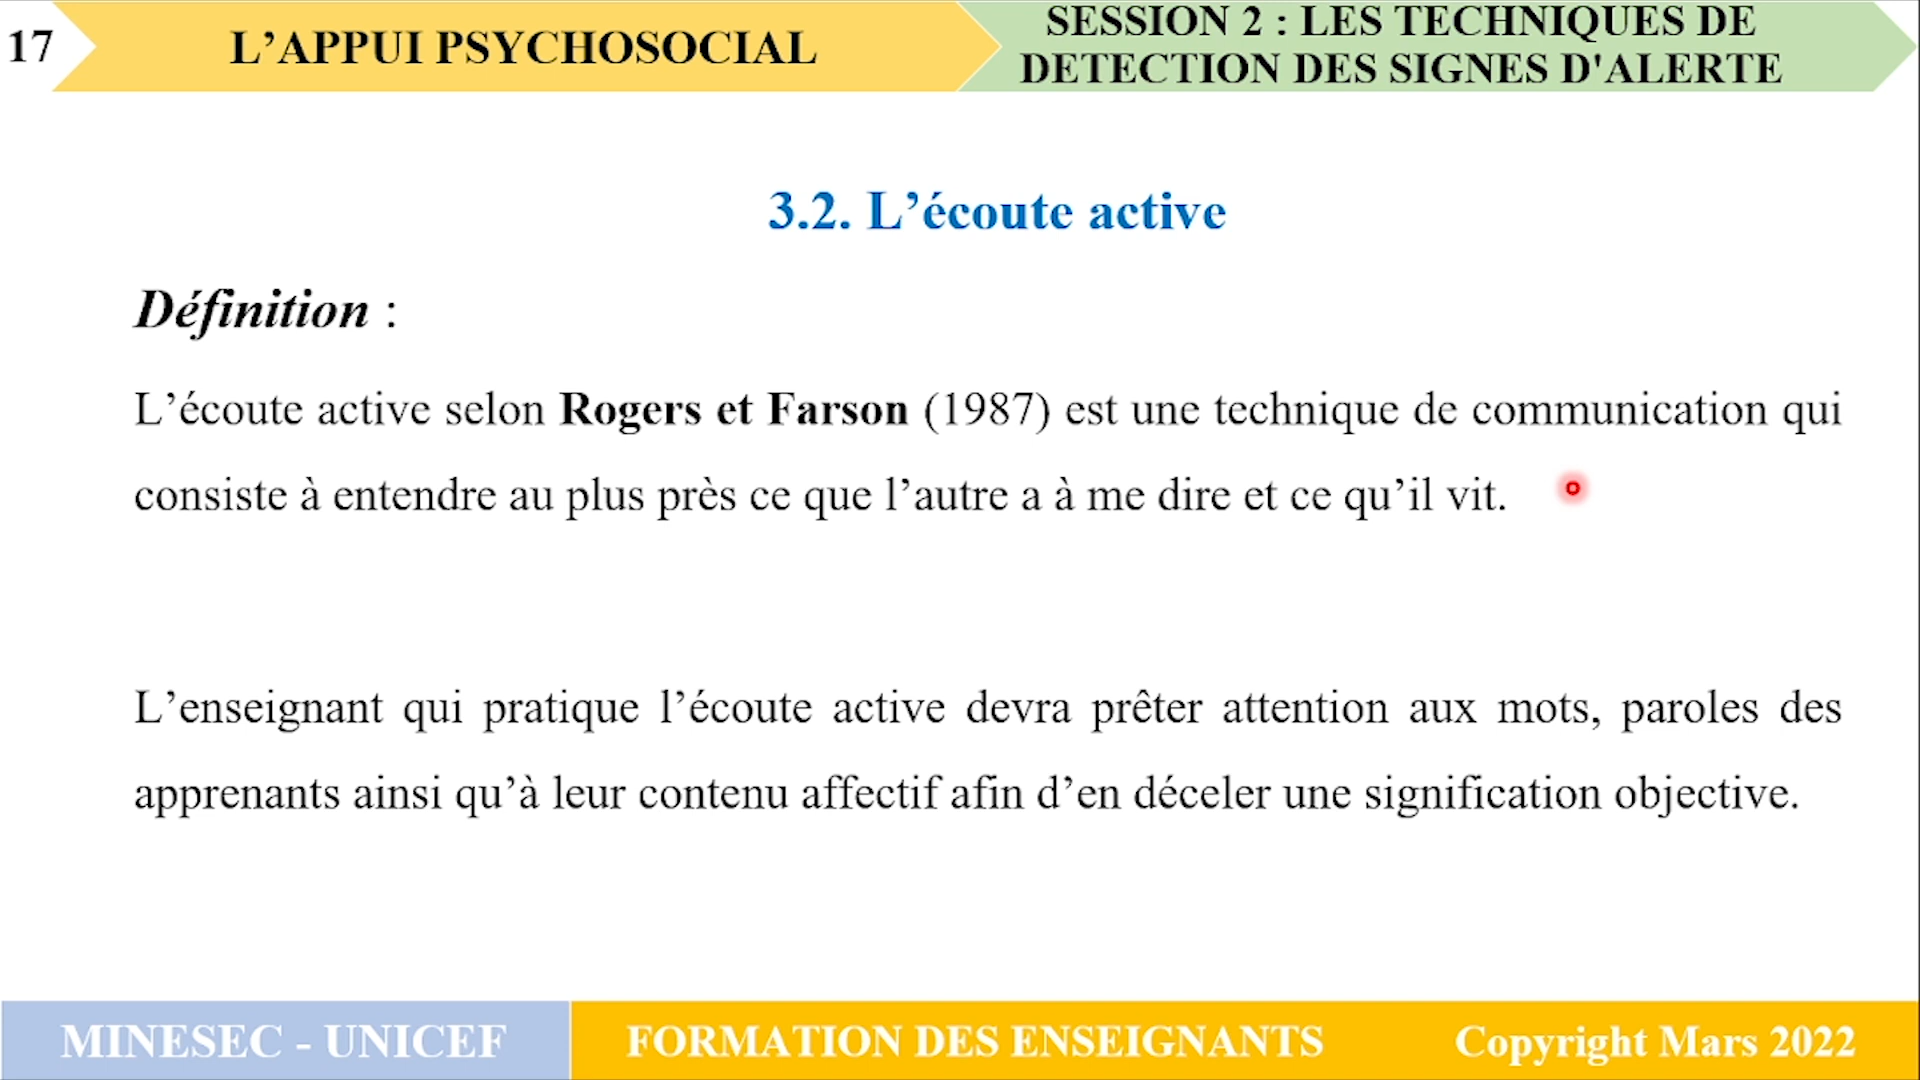 17
L’APPUI PSYCHOSOCIAL
SESSION 2 : LES TECHNIQUES DE
DETECTION DES SIGNES D'ALERTE
3.2. L’écoute active
Définition :
L’écoute active selon Rogers et Farson (1987) est une technique de communication qui
consiste à entendre au plus près ce que l’autre a à me dire et ce qu’il vit.
L’enseignant qui pratique l’écoute active devra prêter attention aux mots, paroles des
apprenants ainsi qu’à leur contenu affectif afin d’en déceler une signification objective.
MINESEC - UNICEF
FORMATION DES ENSEIGNANTS
Copyright Mars 2022